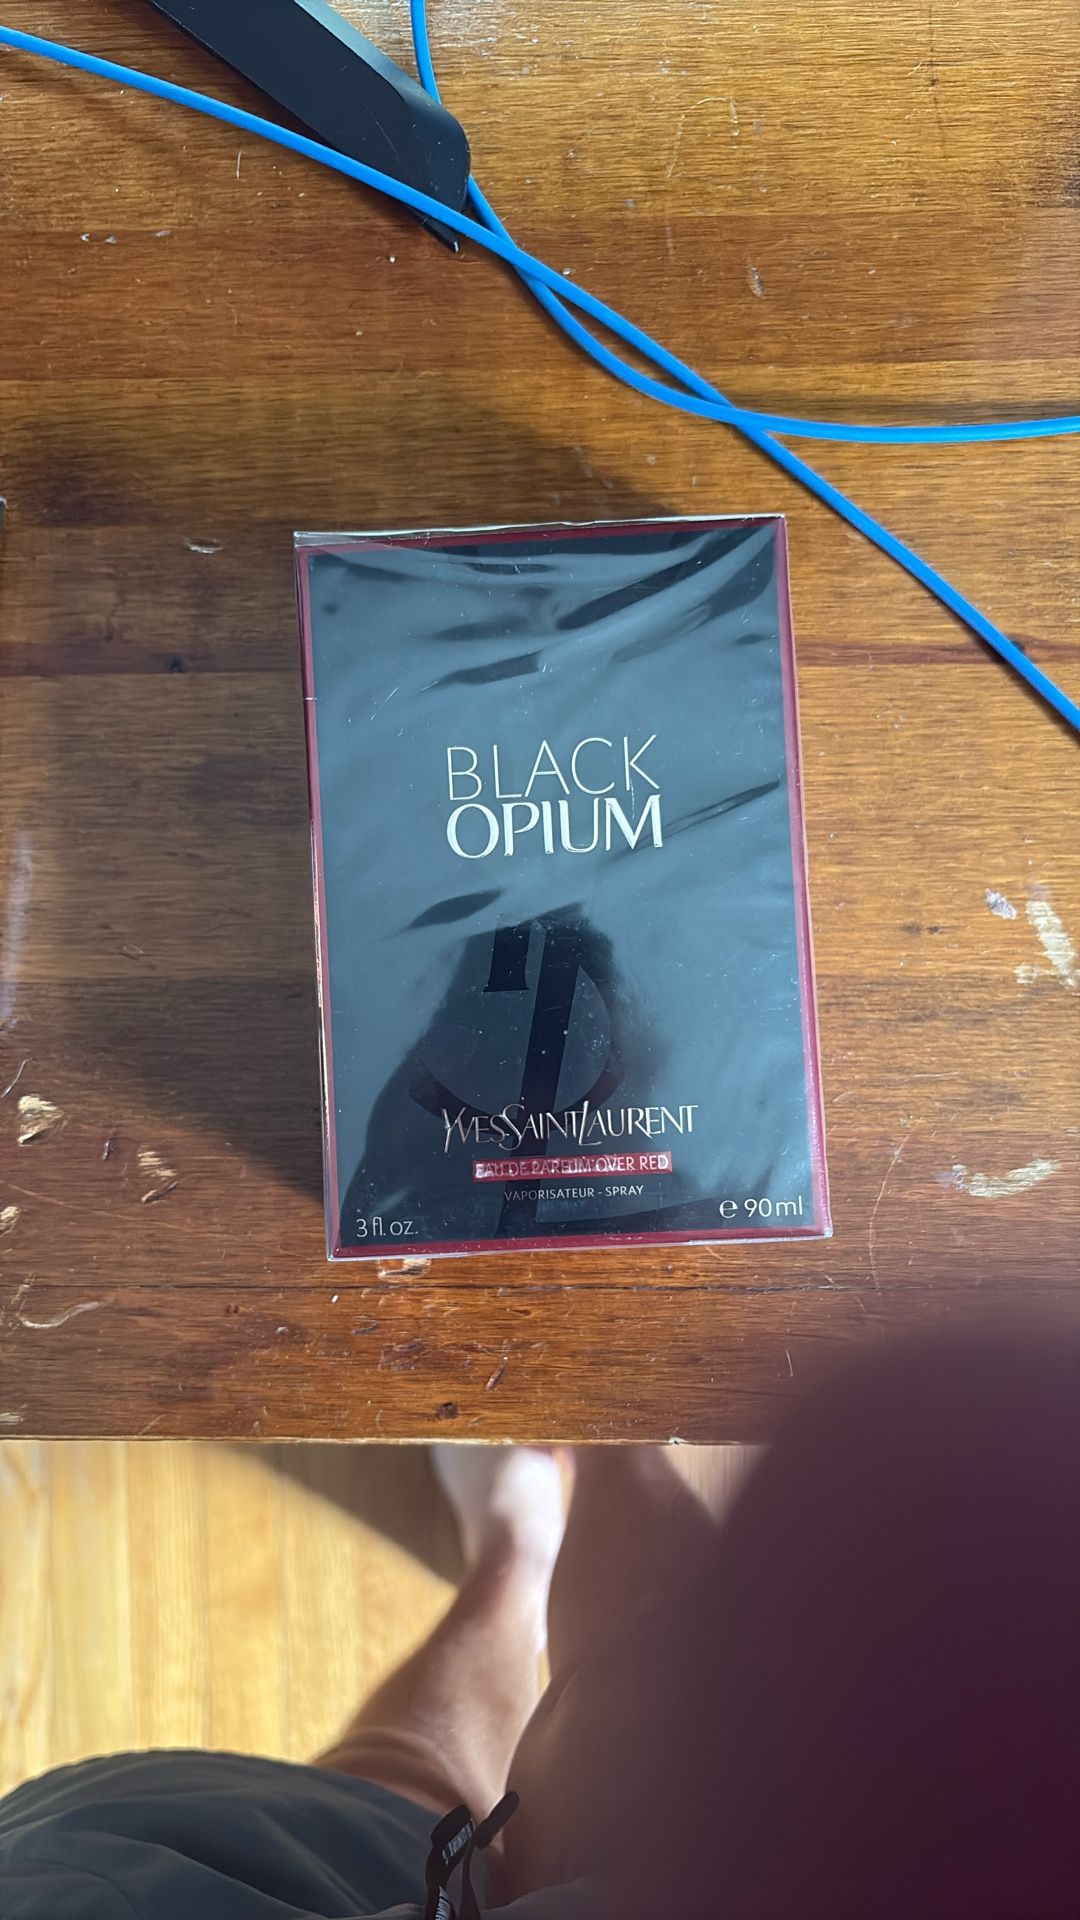 BLACK
OPIUM
YVESSAINTLAURENT
EAU DE PARFUM OVER RED
VAPORISATEUR - SPRAY
3 fl. oz.
e 90ml